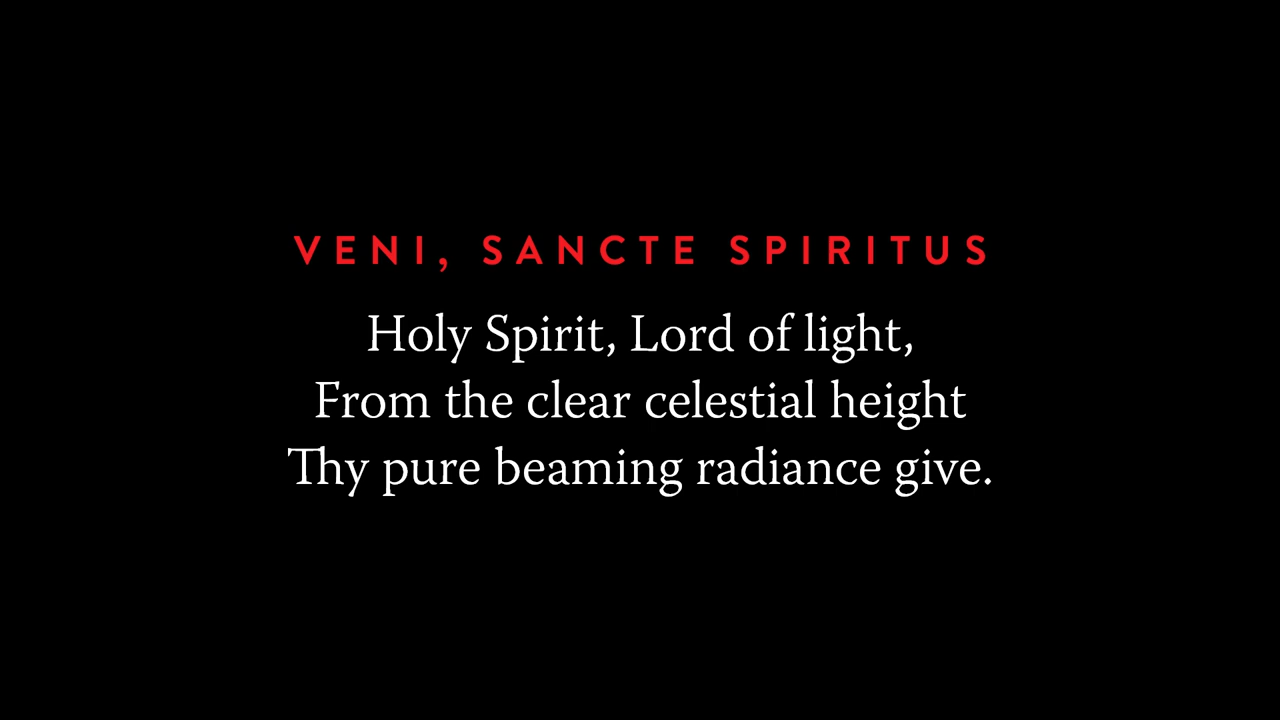 VENI, SANCTE SPIRITUS
Holy Spirit, Lord of light,
From the clear celestial height
Thy pure beaming radiance give.